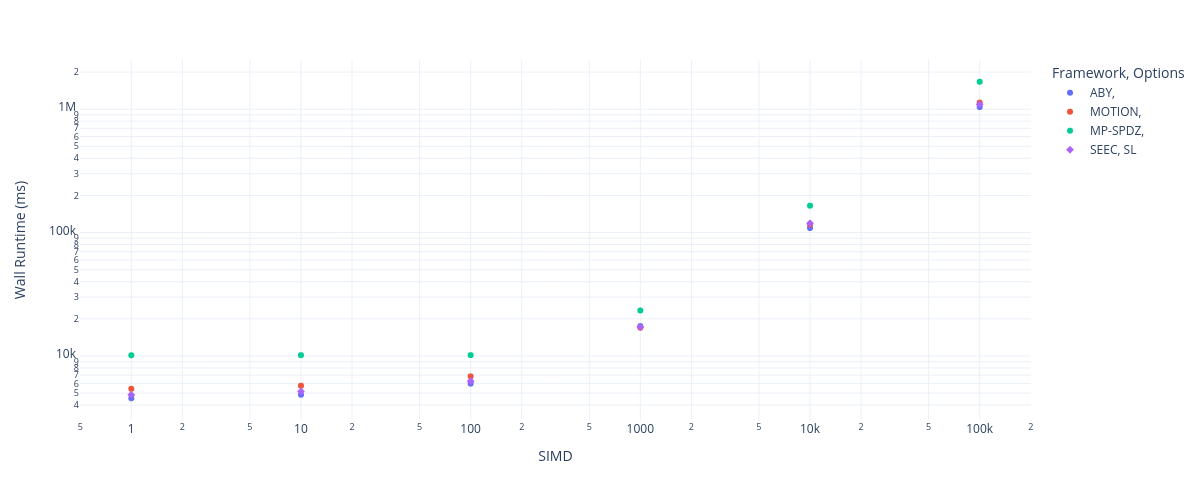 Framework, Options
ABY,
MOTION,
MP-SPDZ,
SEEC, SL
Wall Runtime (ms)
2
1M
9
8
7
6
5
4
3
2
100k
9
8
7
6
5
4
3
2
10k
9
8
7
6
5
4
5 1 2 5 10 2 5 100 2 5 1000 2 5 10k 2 5 100k 2
SIMD